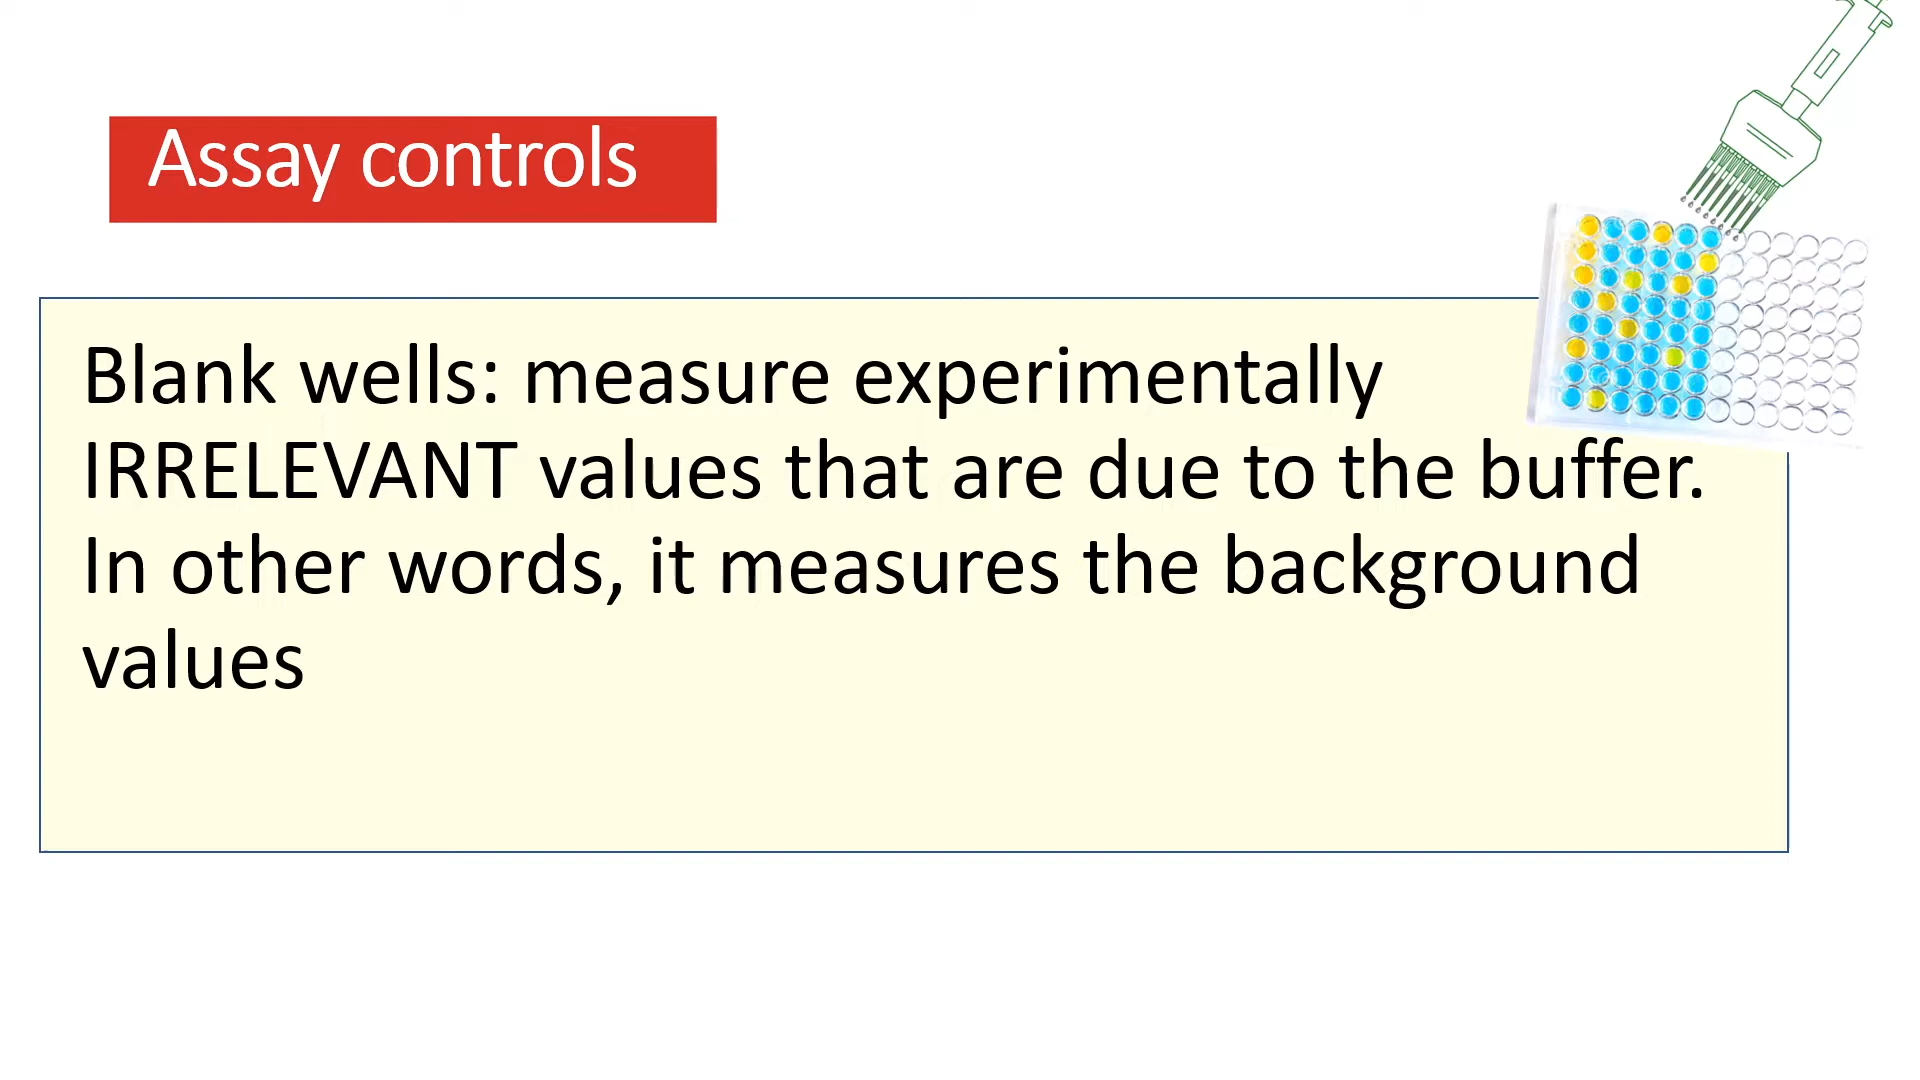 Assay controls
Blank wells: measure experimentally
IRRELEVANT values that are due to the buffer.
In other words, it measures the background
values